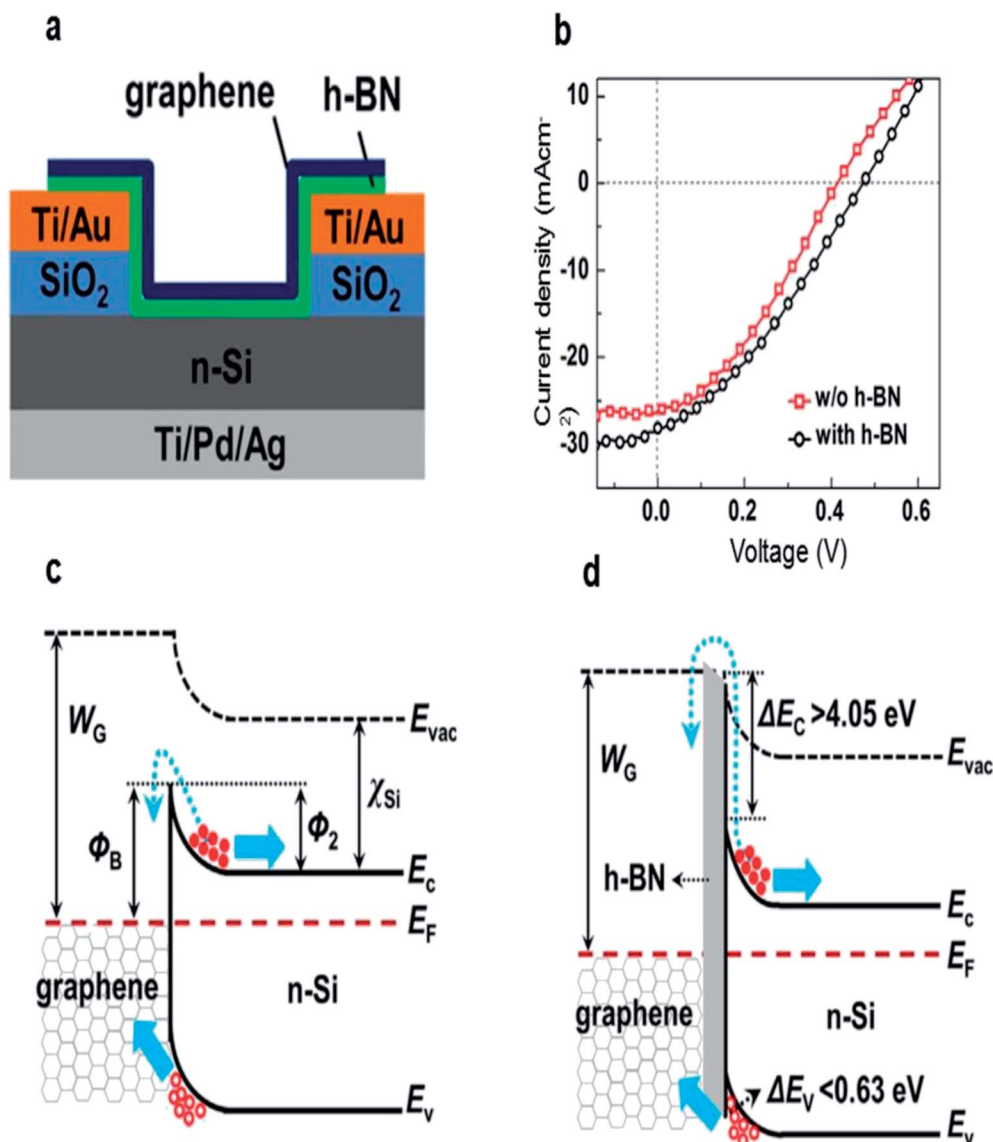 a
graphene
h-BN
Ti/Au
Ti/Au
SiO2
SiO2
n-Si
Ti/Pd/Ag
b
Current density (mAcm-
2)
10
0
-10
-20
-30
w/o h-BN
with h-BN
0.0
0.2
0.4
0.6
Voltage (V)
c
WG
Evac
χSi
ΦB
Φ2
Ec
EF
graphene
n-Si
Ev
d
ΔEC >4.05 eV
WG
Evac
h-BN
Ec
EF
graphene
n-Si
ΔEV <0.63 eV
Ev